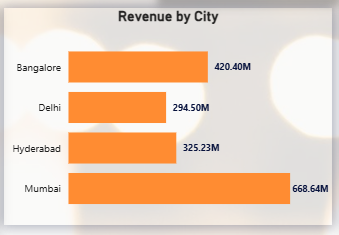 Revenue by City
Bangalore 420.40M
Delhi 294.50M
Hyderabad 325.23M
Mumbai 668.64M